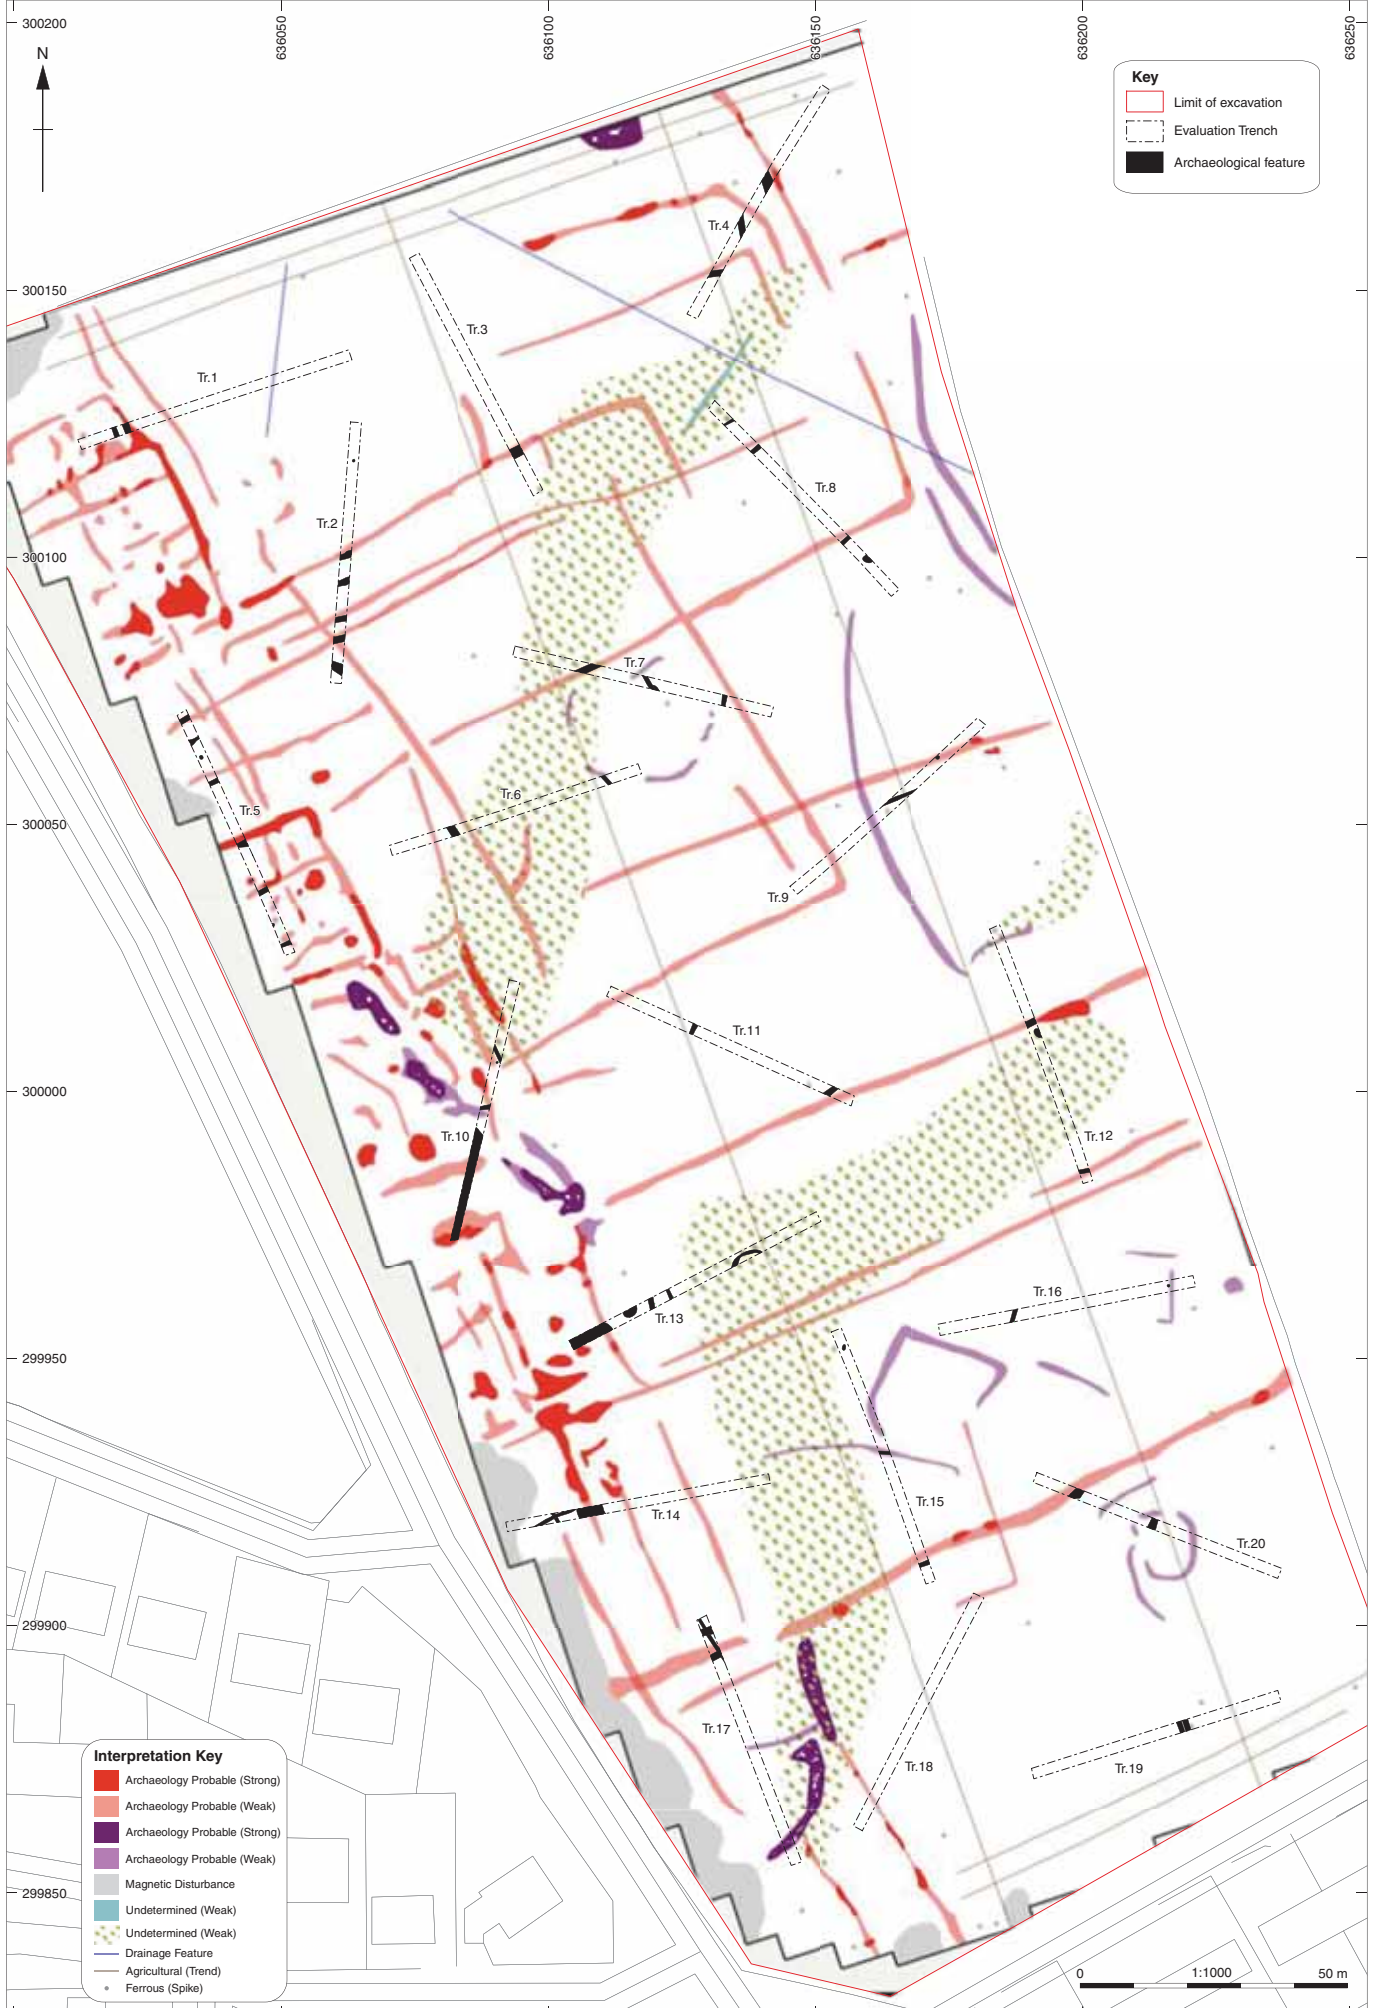 636050
636100
636150
636200
636250
300200
300150
300100
300050
300000
299950
299900
299850
N
Key
Limit of excavation
Evaluation Trench
Archaeological feature
Tr.4
Tr.3
Tr.1
Tr.8
Tr.2
Tr.7
Tr.6
Tr.5
Tr.9
Tr.11
Tr.10
Tr.12
Tr.16
Tr.13
Tr.15
Tr.14
Tr.20
Tr.17
Tr.18
Tr.19
Interpretation Key
Archaeology Probable (Strong)
Archaeology Probable (Weak)
Archaeology Probable (Strong)
Archaeology Probable (Weak)
Magnetic Disturbance
Undetermined (Weak)
Undetermined (Weak)
Drainage Feature
Agricultural (Trend)
Ferrous (Spike)
0 1:1000 50 m